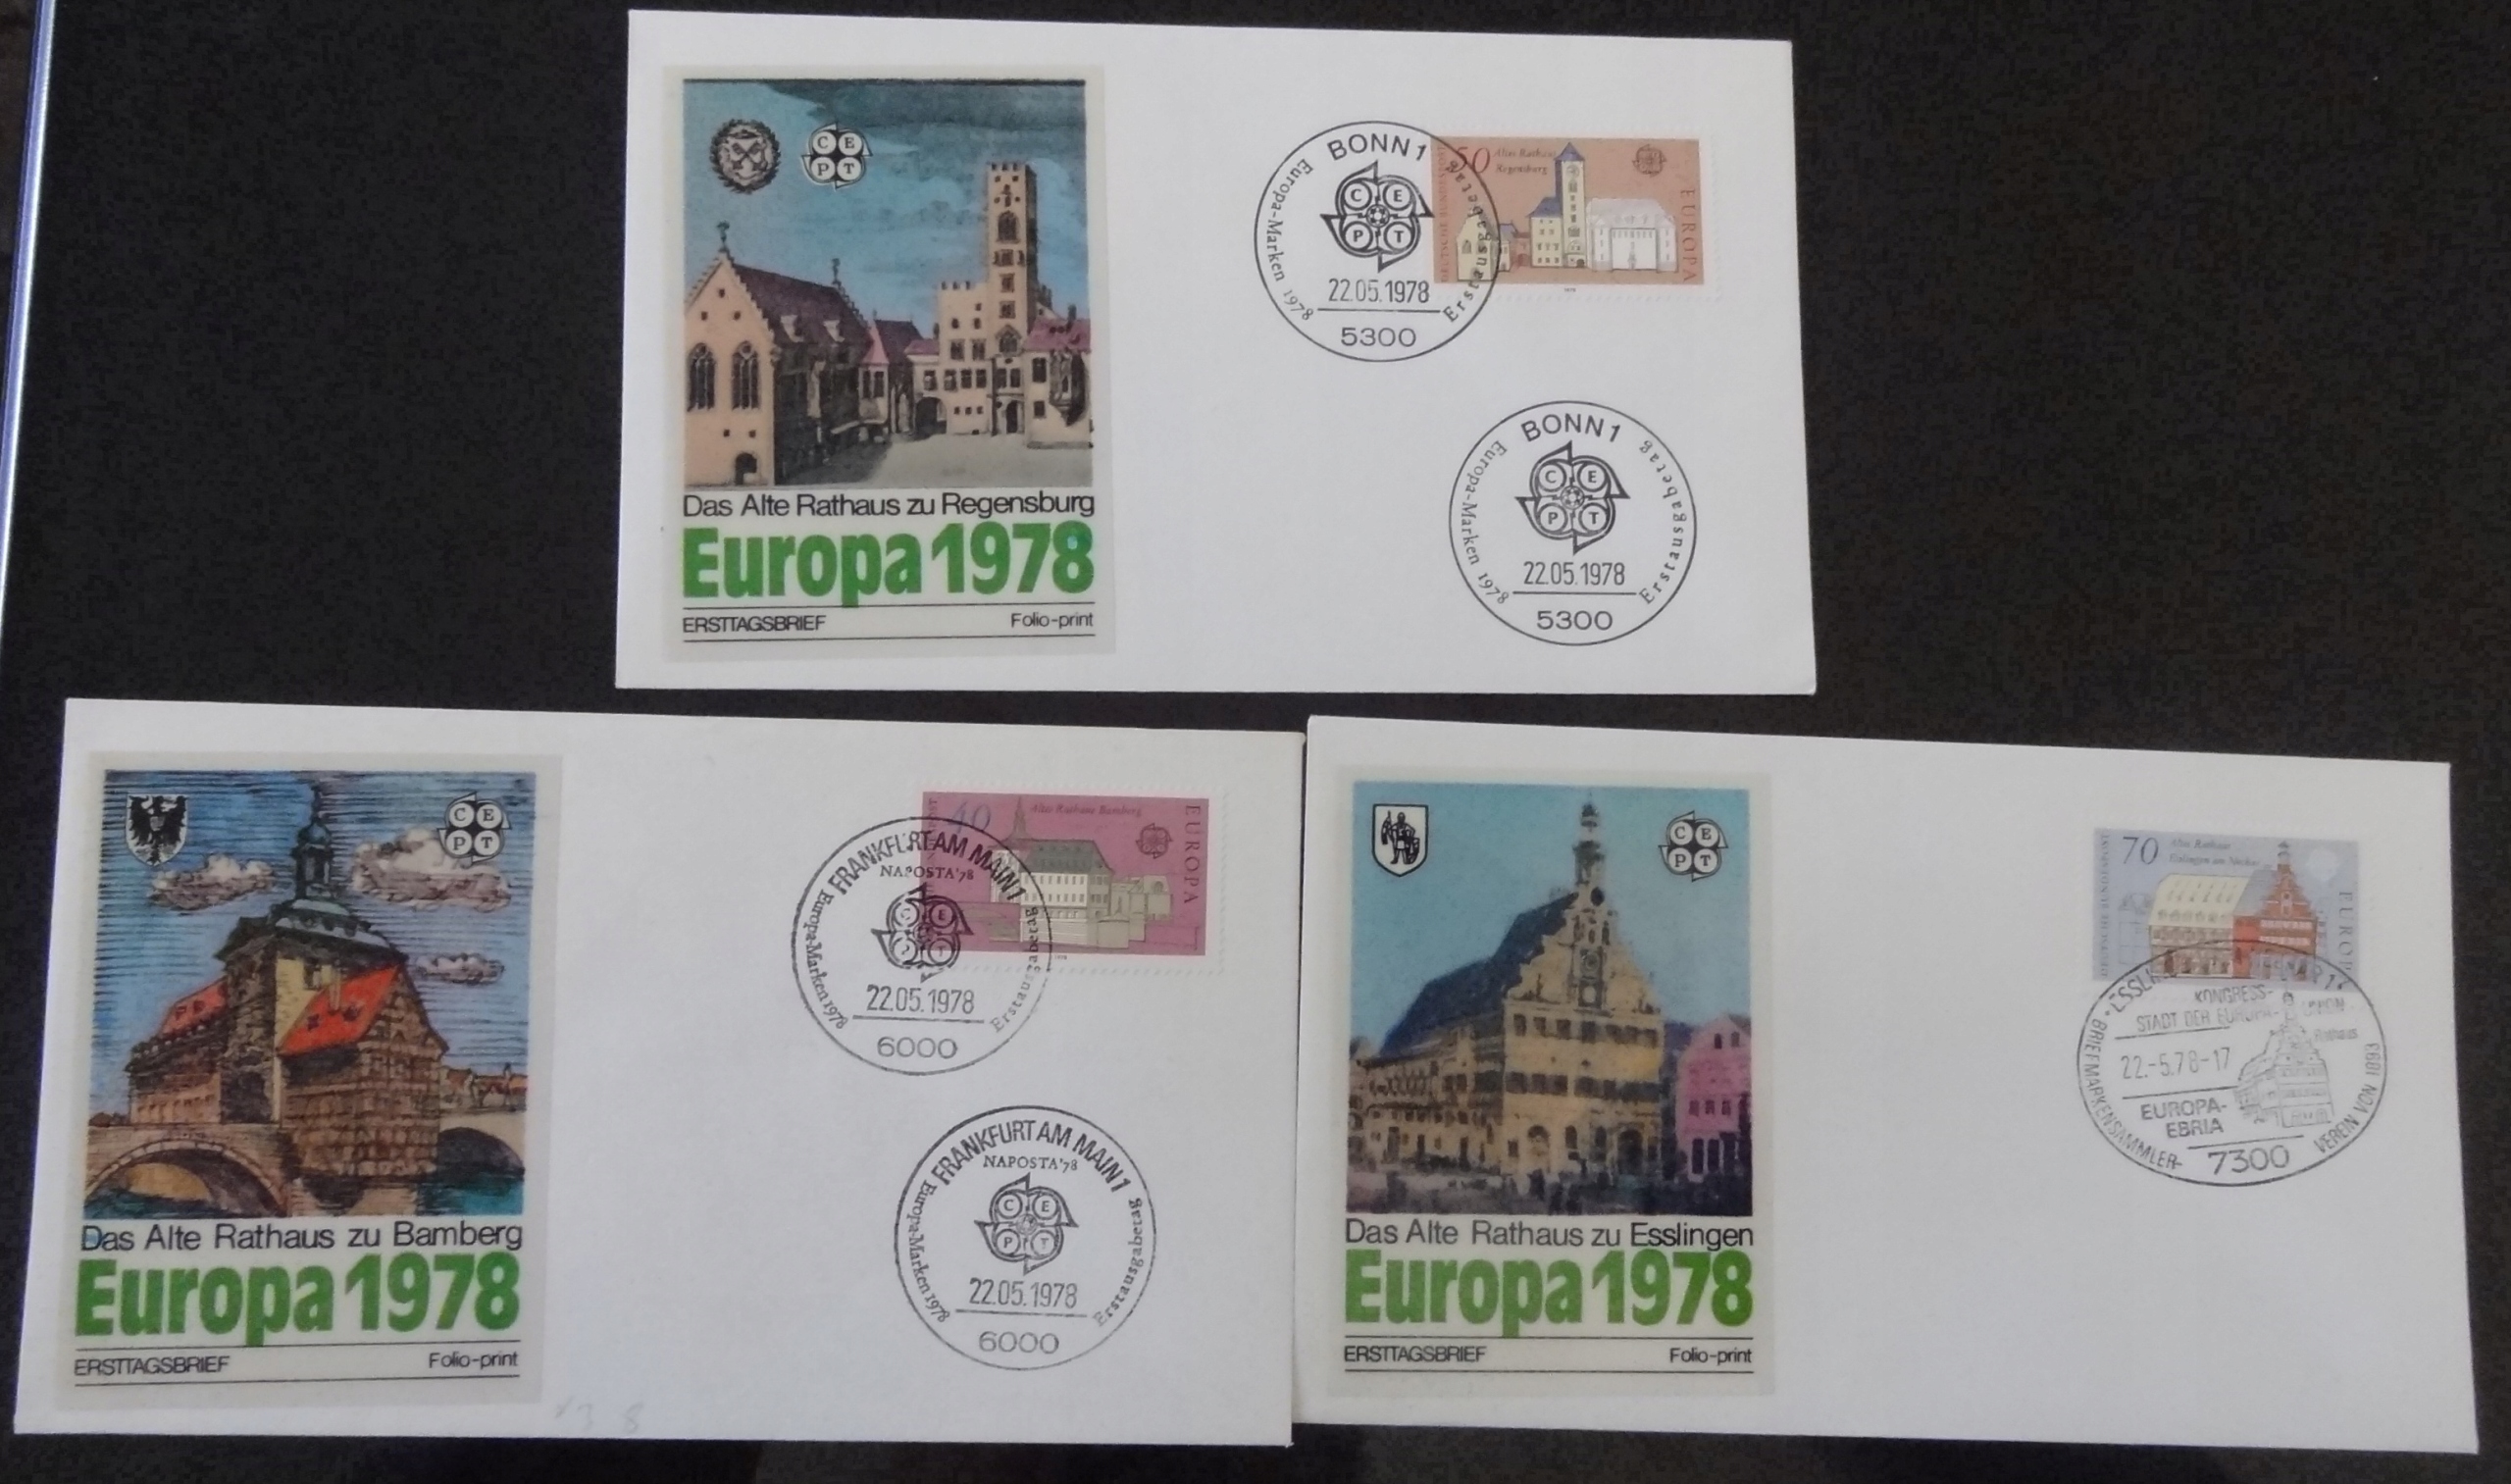 C E
P T
Das Alte Rathaus zu Regensburg
Europa 1978
ERSTTAGSBRIEF Folio-print
BONN 1
Europa-Marken 1978
Erstausgabetag
C E
P T
22.05.1978
5300
50 Altes Rathaus
Regensburg
EUROPA
BONN 1
Europa-Marken 1978
Erstausgabetag
C E
P T
22.05.1978
5300
C E
P T
Das Alte Rathaus zu Bamberg
Europa 1978
ERSTTAGSBRIEF Folio-print
40 Altes Rathaus Bamberg
EUROPA
FRANKFURT AM MAIN 1
NAPOSTA'78
Europa-Marken 1978
22.05.1978
6000
FRANKFURT AM MAIN 1
NAPOSTA'78
Europa-Marken 1978
Erstausgabetag
C E
P T
22.05.1978
6000
C E
P T
Das Alte Rathaus zu Esslingen
Europa 1978
ERSTTAGSBRIEF Folio-print
70 Altes Rathaus
Esslingen am Neckar
DEUTSCHE BUNDESPOST
EUROPA
KONGRESS-
STADT DER EUROPA-UNION
Rathaus
22.-5.78-17
EUROPA-
EBRIA
BRIEFMARKENSAMMLER-
VEREIN VON 1893
7300